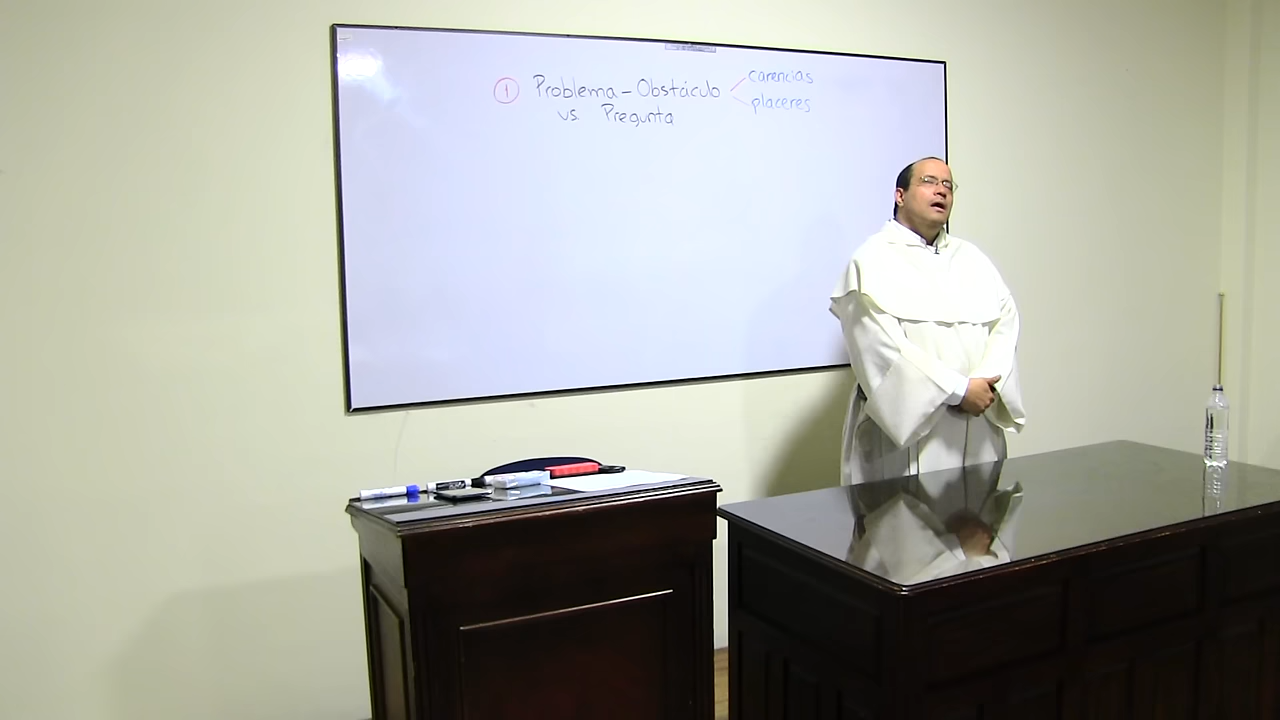 ① Problema - Obstáculo
carencias
placeres
vs. Pregunta